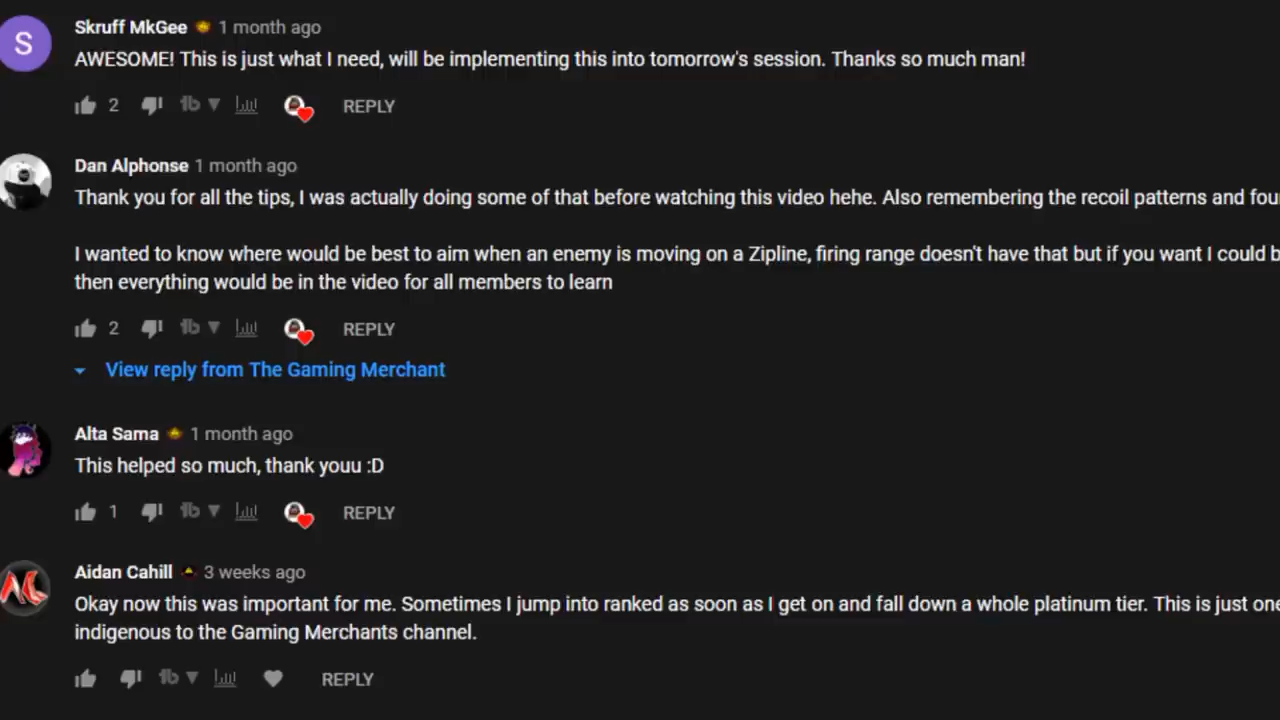 S
Skruff MkGee 1 month ago
AWESOME! This is just what I need, will be implementing this into tomorrow's session. Thanks so much man!
2 REPLY
Dan Alphonse 1 month ago
Thank you for all the tips, I was actually doing some of that before watching this video hehe. Also remembering the recoil patterns and
I wanted to know where would be best to aim when an enemy is moving on a Zipline, firing range doesn't have that but if you want I could
then everything would be in the video for all members to learn
2 REPLY
View reply from The Gaming Merchant
Alta Sama 1 month ago
This helped so much, thank youu :D
1 REPLY
Aidan Cahill 3 weeks ago
Okay now this was important for me. Sometimes I jump into ranked as soon as I get on and fall down a whole platinum tier. This is just one
indigenous to the Gaming Merchants channel.
REPLY